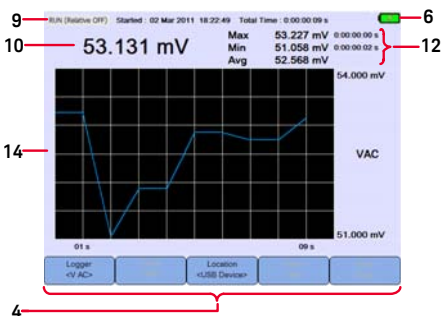 9 RUN (Relative OFF) Started : 02 Mar 2011 18:22:49 Total Time : 0:00:00:09 s 6
10 53.131 mV
Max 53.227 mV 0:00:00:00 s
Min 51.058 mV 0:00:00:02 s
Avg 52.568 mV
12
54.000 mV
14
VAC
51.000 mV
01 s 09 s
Logger Location
<V AC> <USB Device>
4